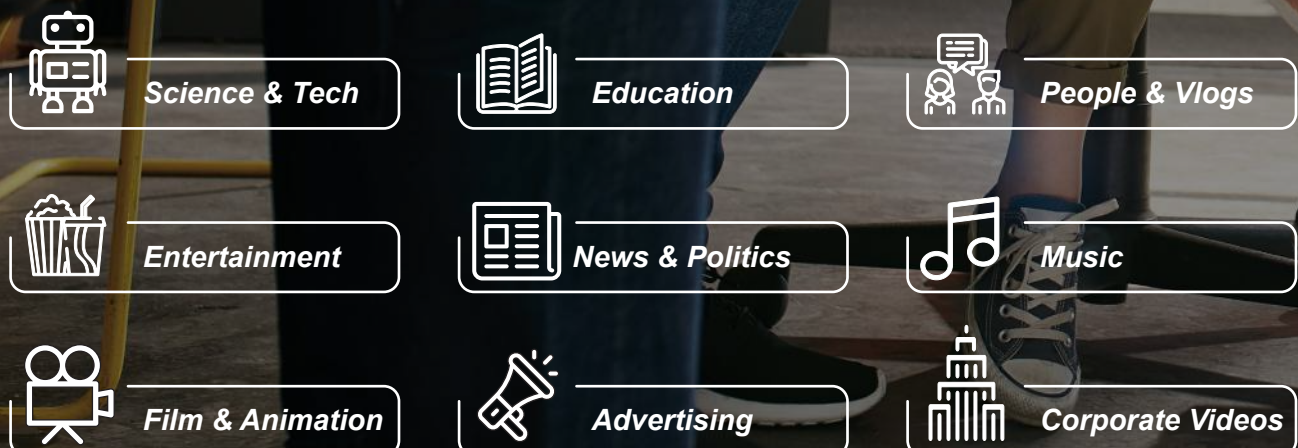 Science & Tech
Education
People & Vlogs
Entertainment
News & Politics
Music
Film & Animation
Advertising
Corporate Videos